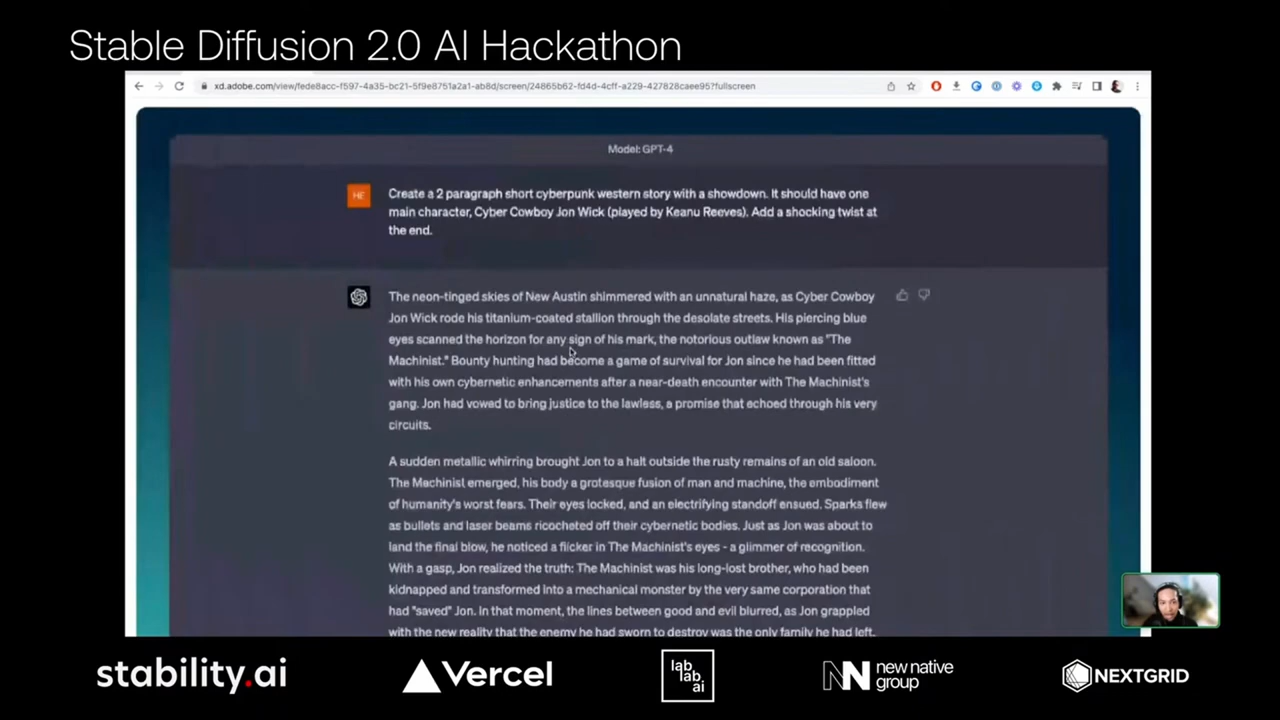 Stable Diffusion 2.0 AI Hackathon
xd.adobe.com/view/fede8acc-f597-4a35-bc21-5f9e8751a2a1-ab8d/screen/24865b62-fd4d-4cff-a229-427828caee95?fullscreen
Model: GPT-4
HE
Create a 2 paragraph short cyberpunk western story with a showdown. It should have one
main character, Cyber Cowboy Jon Wick (played by Keanu Reeves). Add a shocking twist at
the end.
The neon-tinged skies of New Austin shimmered with an unnatural haze, as Cyber Cowboy
Jon Wick rode his titanium-coated stallion through the desolate streets. His piercing blue
eyes scanned the horizon for any sign of his mark, the notorious outlaw known as "The
Machinist." Bounty hunting had become a game of survival for Jon since he had been fitted
with his own cybernetic enhancements after a near-death encounter with The Machinist's
gang. Jon had vowed to bring justice to the lawless, a promise that echoed through his very
circuits.
A sudden metallic whirring brought Jon to a halt outside the rusty remains of an old saloon.
The Machinist emerged, his body a grotesque fusion of man and machine, the embodiment
of humanity's worst fears. Their eyes locked, and an electrifying standoff ensued. Sparks flew
as bullets and laser beams ricocheted off their cybernetic bodies. Just as Jon was about to
land the final blow, he noticed a flicker in The Machinist's eyes - a glimmer of recognition.
With a gasp, Jon realized the truth: The Machinist was his long-lost brother, who had been
kidnapped and transformed into a mechanical monster by the very same corporation that
had "saved" Jon. In that moment, the lines between good and evil blurred, as Jon grappled
with the new reality that the enemy he had sworn to destroy was the only family he had left.
stability.ai
Vercel
lab
lab
.ai
new native
group
NEXTGRID